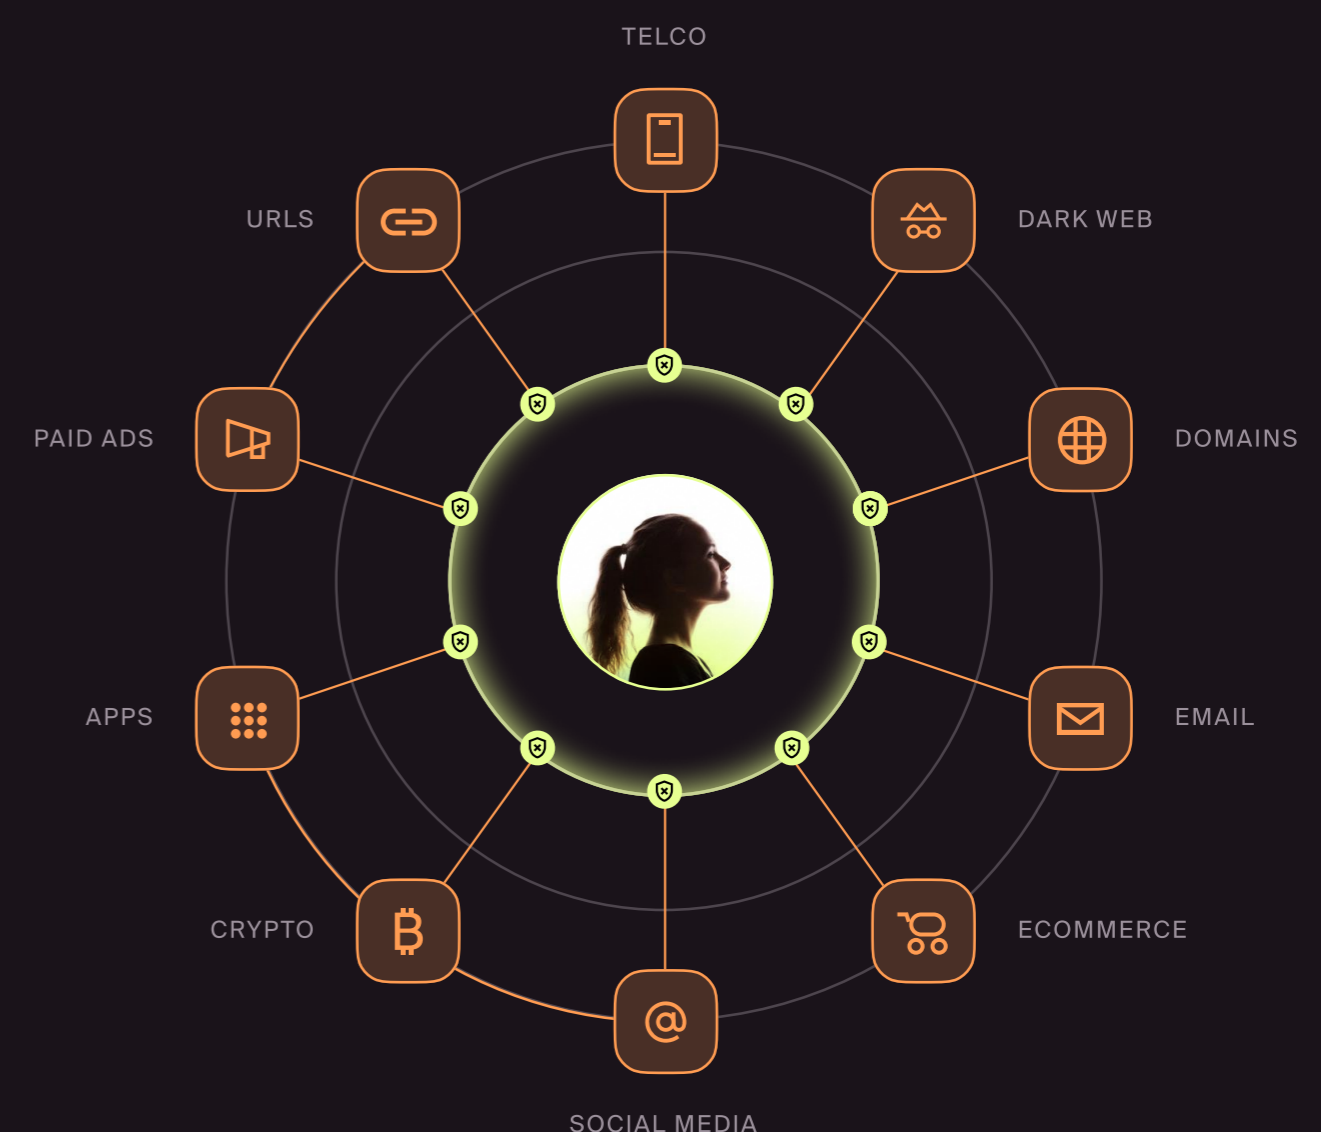 TELCO
URLS
DARK WEB
PAID ADS
DOMAINS
APPS
EMAIL
CRYPTO
ECOMMERCE
SOCIAL MEDIA